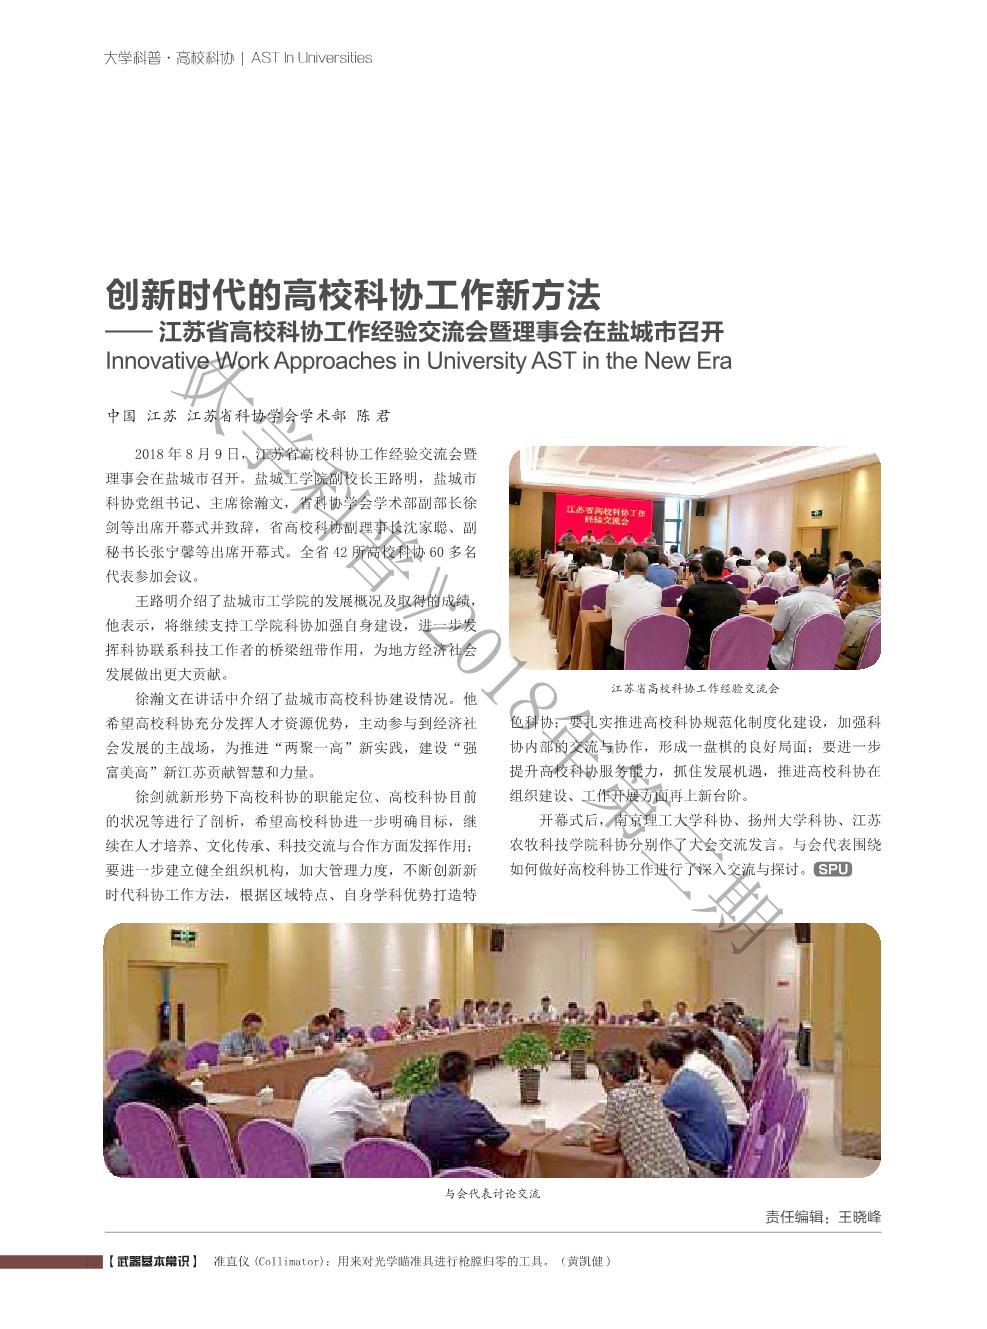 大学科普·高校科协 | AST In Universities
创新时代的高校科协工作新方法
—— 江苏省高校科协工作经验交流会暨理事会在盐城市召开
Innovative Work Approaches in University AST in the New Era
中国 江苏 江苏省科协学会学术部 陈 君
2018 年 8 月 9 日，江苏省高校科协工作经验交流会暨
理事会在盐城市召开。盐城工学院副校长王路明，盐城市
科协党组书记、主席徐瀚文，省科协学会学术部副部长徐
剑等出席开幕式并致辞，省高校科协副理事长沈家聪、副
秘书长张宁馨等出席开幕式。全省 42 所高校科协 60 多名
代表参加会议。
王路明介绍了盐城市工学院的发展概况及取得的成绩，
他表示，将继续支持工学院科协加强自身建设，进一步发
挥科协联系科技工作者的桥梁纽带作用，为地方经济社会
发展做出更大贡献。
徐瀚文在讲话中介绍了盐城市高校科协建设情况。他
希望高校科协充分发挥人才资源优势，主动参与到经济社
会发展的主战场，为推进“两聚一高”新实践，建设“强
富美高”新江苏贡献智慧和力量。
徐剑就新形势下高校科协的职能定位、高校科协目前
的状况等进行了剖析，希望高校科协进一步明确目标，继
续在人才培养、文化传承、科技交流与合作方面发挥作用；
要进一步建立健全组织机构，加大管理力度，不断创新新
时代科协工作方法，根据区域特点、自身学科优势打造特
江苏省高校科协工作
经验交流会
江苏省高校科协工作经验交流会
色科协；要扎实推进高校科协规范化制度化建设，加强科
协内部的交流与协作，形成一盘棋的良好局面；要进一步
提升高校科协服务能力，抓住发展机遇，推进高校科协在
组织建设、工作开展方面再上新台阶。
开幕式后，南京理工大学科协、扬州大学科协、江苏
农牧科技学院科协分别作了大会交流发言。与会代表围绕
如何做好高校科协工作进行了深入交流与探讨。 SPU
与会代表讨论交流
责任编辑：王晓峰
【武器基本常识】 准直仪 (Collimator)：用来对光学瞄准具进行枪膛归零的工具。（黄凯健）
大学科普》2018年第三期